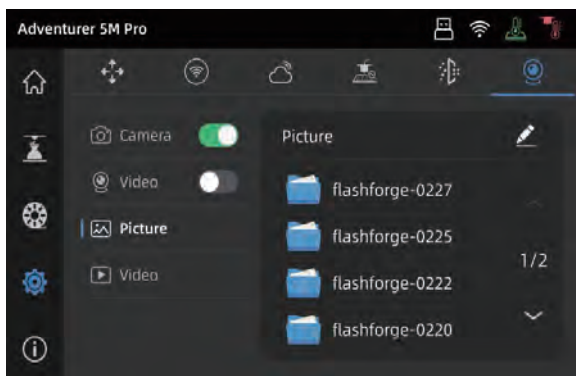 Adventurer 5M Pro
Camera
Video
Picture
Video
Picture
flashforge-0227
flashforge-0225
flashforge-0222
flashforge-0220
1/2